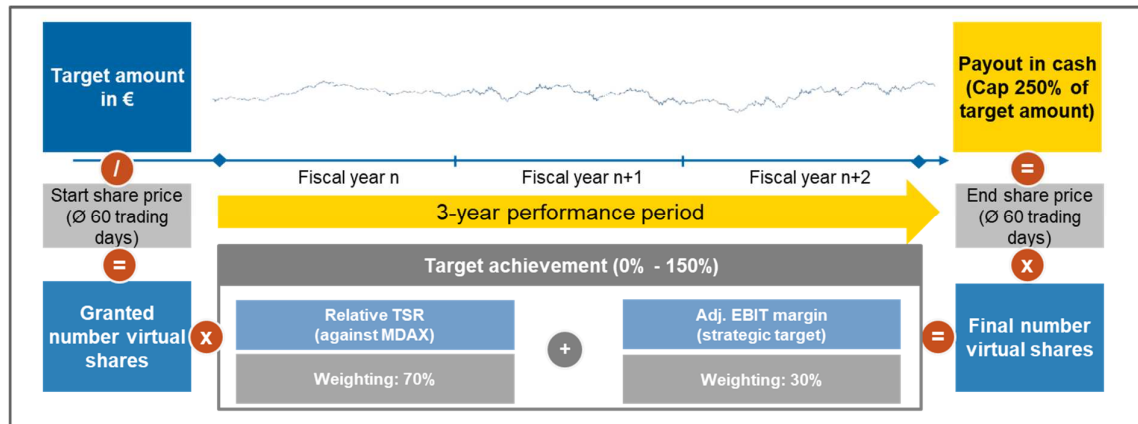 Target amount
in €
Payout in cash
(Cap 250% of
target amount)
/
Fiscal year n
Fiscal year n+1
Fiscal year n+2
=
Start share price
(Ø 60 trading
days)
3-year performance period
End share price
(Ø 60 trading
days)
=
Target achievement (0% - 150%)
x
Granted
number virtual
shares
x
Relative TSR
(against MDAX)
Weighting: 70%
+
Adj. EBIT margin
(strategic target)
Weighting: 30%
=
Final number
virtual shares